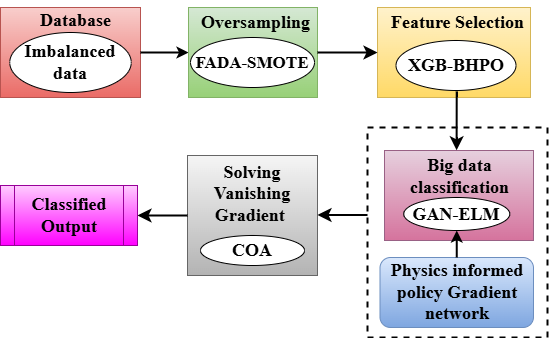 Database
Imbalanced
data
Oversampling
FADA-SMOTE
Feature Selection
XGB-BHPO
Big data
classification
GAN-ELM
Physics informed
policy Gradient
network
Solving
Vanishing
Gradient
COA
Classified
Output